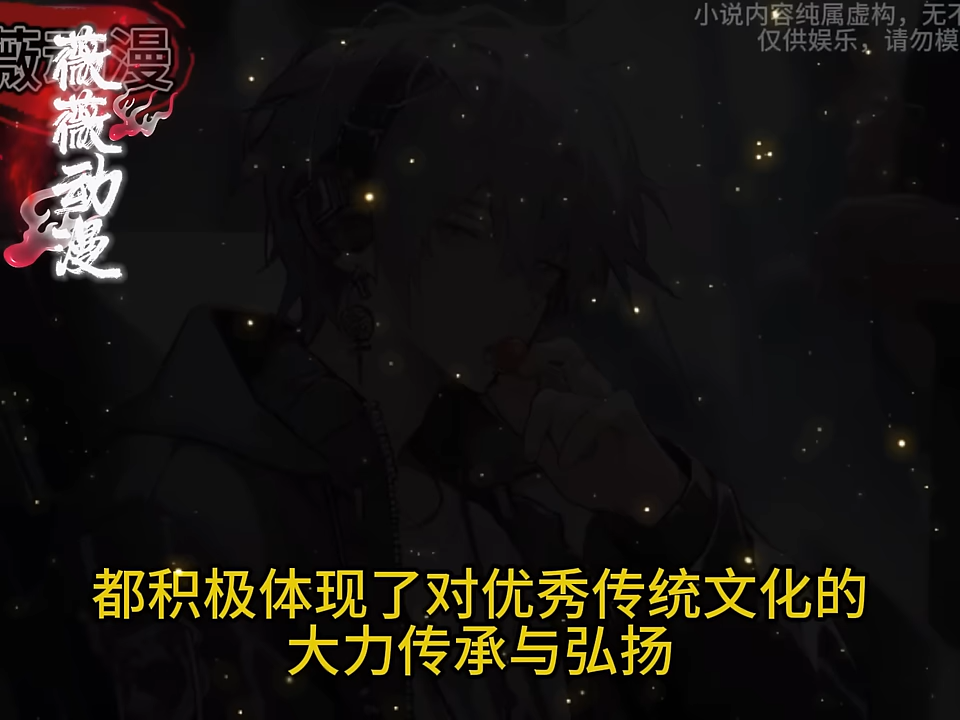 小说内容纯属虚构，无不
仅供娱乐，请勿模
薇动漫
薇薇动漫
都积极体现了对优秀传统文化的
大力传承与弘扬